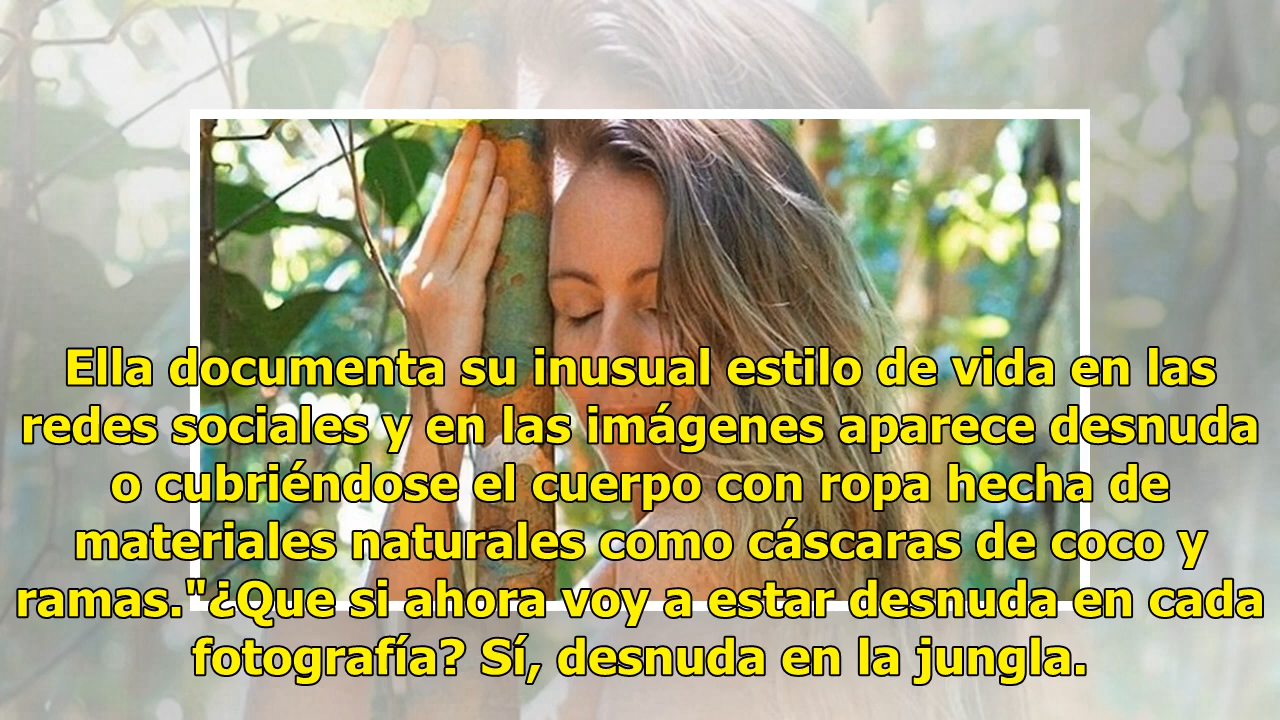 Ella documenta su inusual estilo de vida en las
redes sociales y en las imágenes aparece desnuda
o cubriéndose el cuerpo con ropa hecha de
materiales naturales como cáscaras de coco y
ramas."¿Que si ahora voy a estar desnuda en cada
fotografía? Sí, desnuda en la jungla.